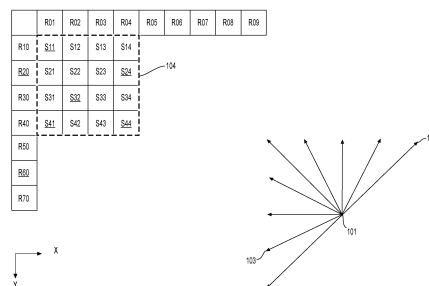 R01 R02 R03 R04 R05 R06 R07 R08 R09
R10 S11 S12 S13 S14
R20 S21 S22 S23 S24
104
R30 S31 S32 S33 S34
R40 S41 S42 S43 S44
R50
R60
R70
101
103
X
Y